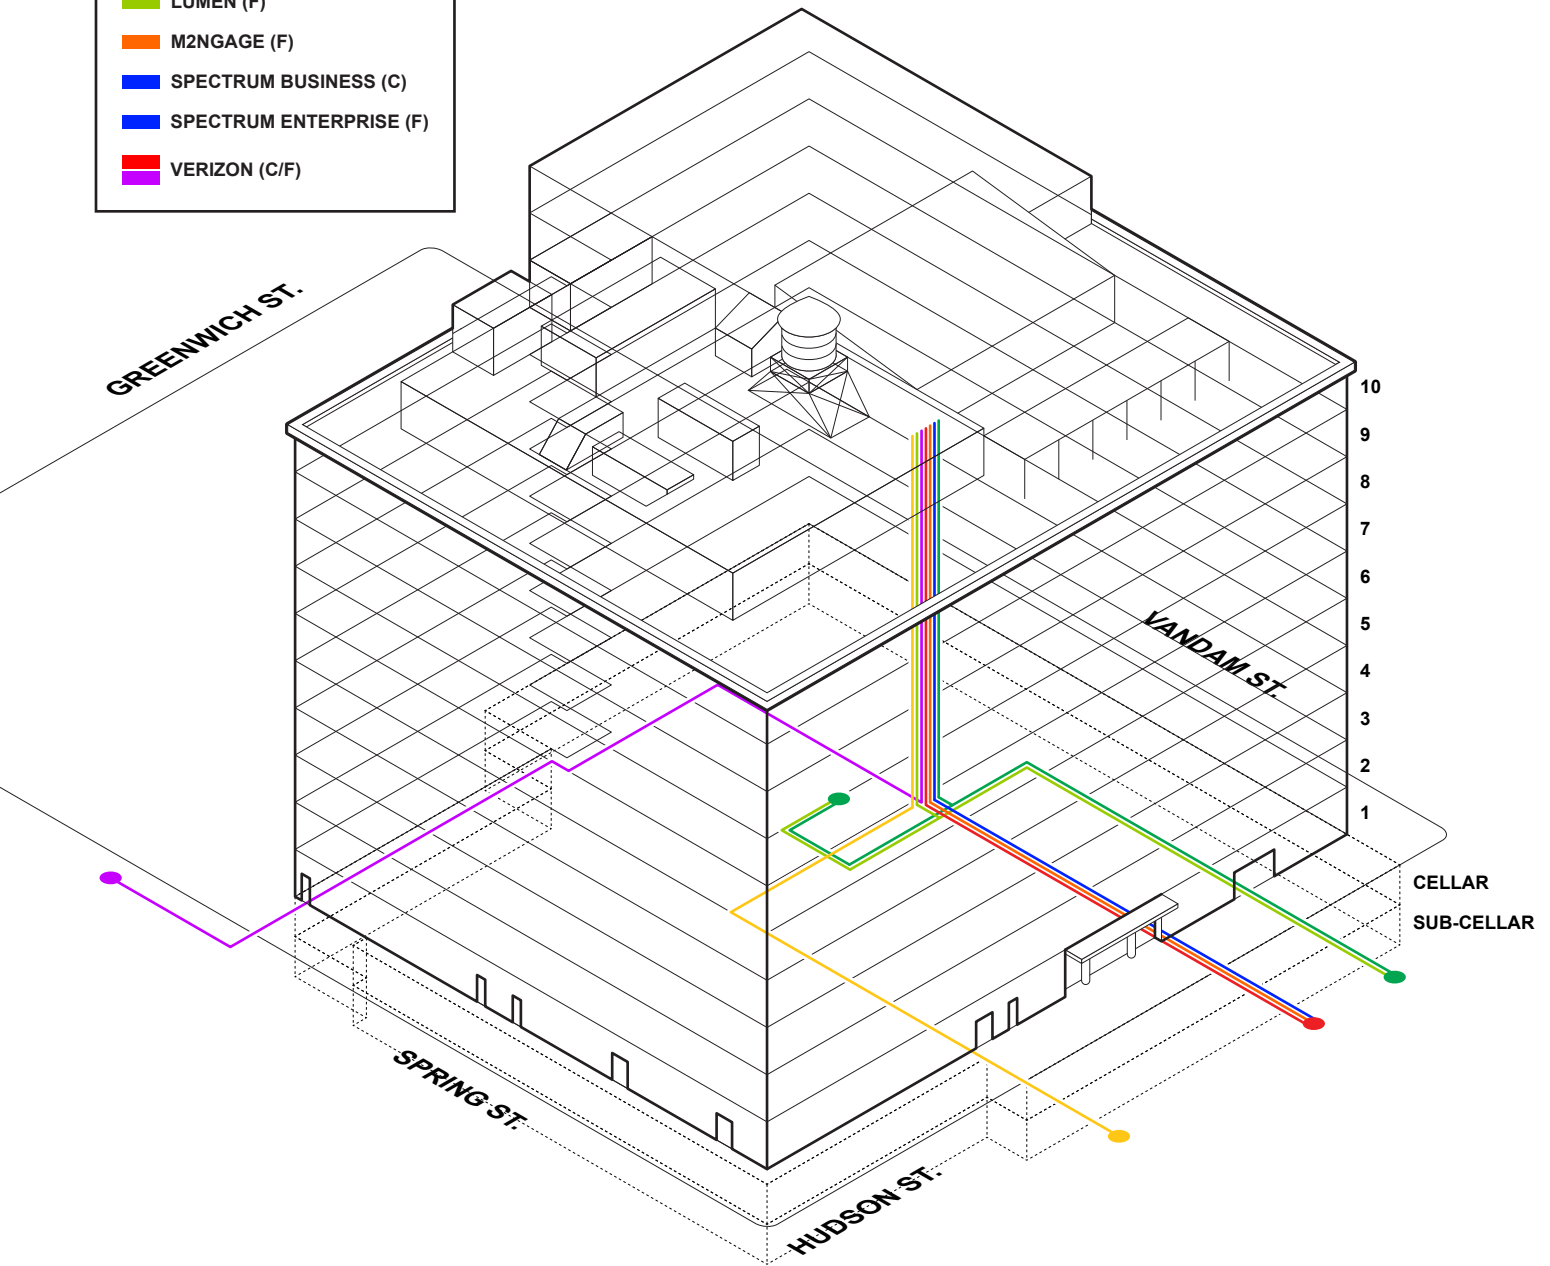 LUMEN (F)
M2NGAGE (F)
SPECTRUM BUSINESS (C)
SPECTRUM ENTERPRISE (F)
VERIZON (C/F)
GREENWICH ST.
10
9
8
7
6
5
VANDAM ST.
4
3
2
1
CELLAR
SUB-CELLAR
SPRING ST.
HUDSON ST.